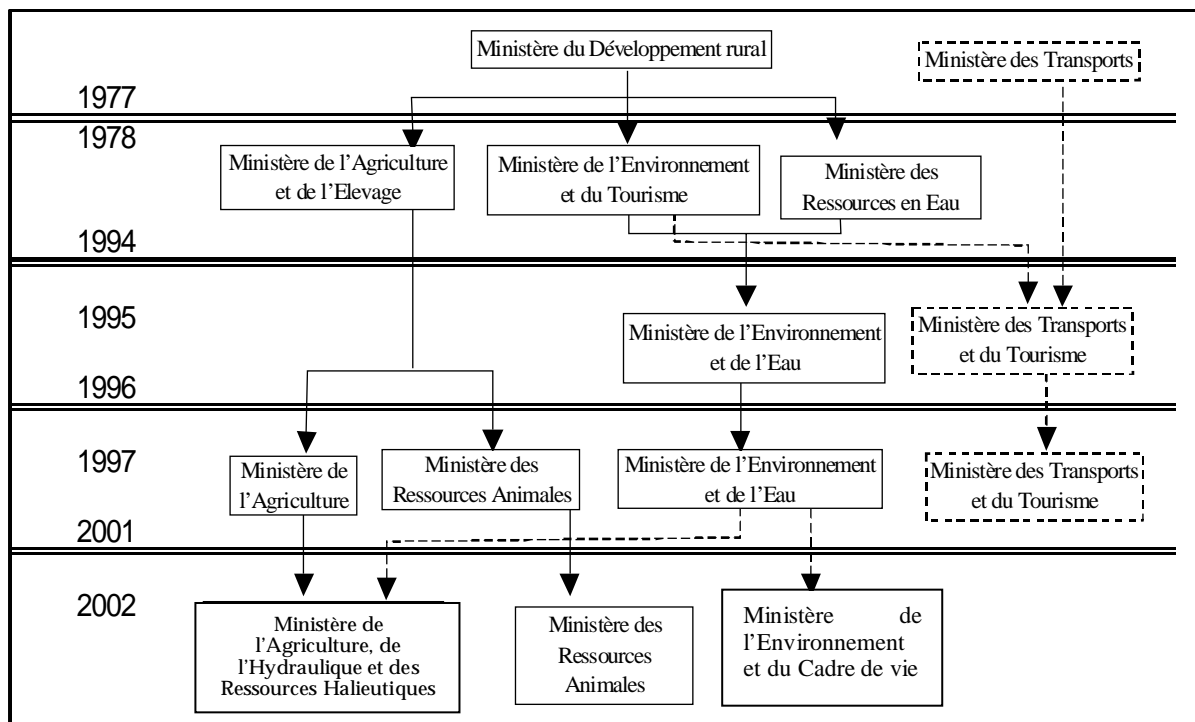 Ministère du Développement rural
Ministère des Transports
1977
1978
Ministère de l'Agriculture
et de l'Elevage
Ministère de l'Environnement
et du Tourisme
Ministère des
Ressources en Eau
1994
1995
Ministère de l'Environnement
et de l'Eau
Ministère des Transports
et du Tourisme
1996
1997
Ministère de
l'Agriculture
Ministère des
Ressources Animales
Ministère de l'Environnement
et de l'Eau
Ministère des Transports
et du Tourisme
2001
2002
Ministère de
l'Agriculture, de
l'Hydraulique et des
Ressources Halieutiques
Ministère des
Ressources
Animales
Ministère de
l'Environnement
et du Cadre de vie